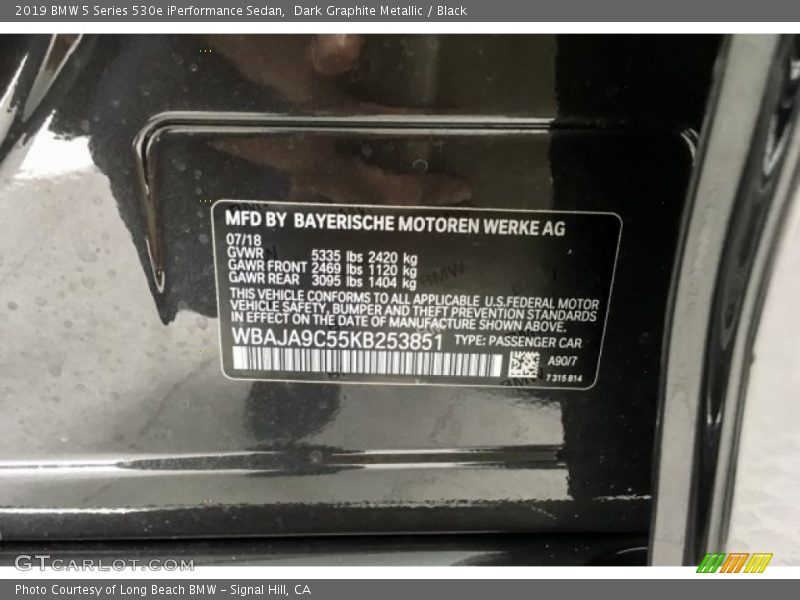 2019 BMW 5 Series 530e iPerformance Sedan,  Dark Graphite Metallic / Black
MFD BY BAYERISCHE MOTOREN WERKE AG
07/18
GVWR 5335 lbs 2420 kg
GAWR FRONT 2469 lbs 1120 kg
GAWR REAR 3095 lbs 1404 kg
THIS VEHICLE CONFORMS TO ALL APPLICABLE U.S.FEDERAL MOTOR
VEHICLE SAFETY, BUMPER AND THEFT PREVENTION STANDARDS
IN EFFECT ON THE DATE OF MANUFACTURE SHOWN ABOVE.
WBAJA9C55KB253851 TYPE: PASSENGER CAR
A90/7
7 315 814
GTCARCOT.COM
Photo Courtesy of Long Beach BMW - Signal Hill, CA